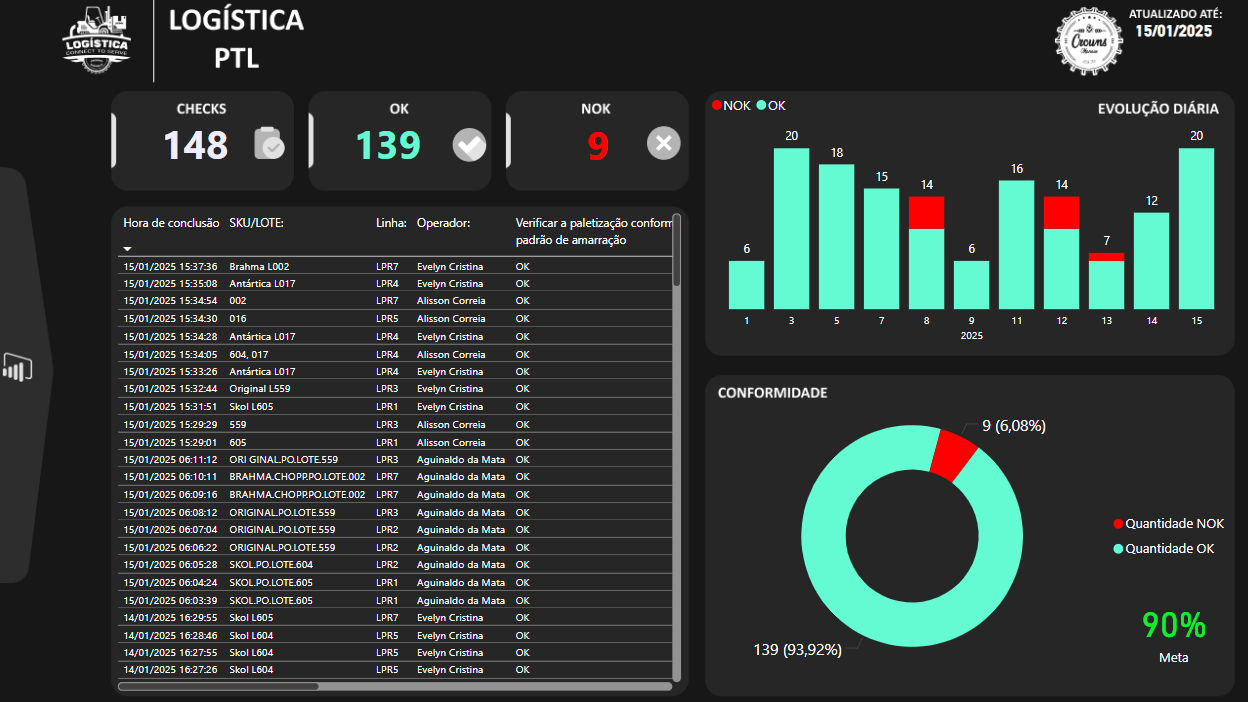 LOGÍSTICA
CONNECT TO SERVE
LOGÍSTICA
PTL
Crowns
ATUALIZADO ATÉ:
15/01/2025
CHECKS
148
OK
139
NOK
9
Hora de conclusão SKU/LOTE: Linha: Operador: Verificar a paletização conform
padrão de amarração
15/01/2025 15:37:36 Brahma L002 LPR7 Evelyn Cristina OK
15/01/2025 15:35:08 Antártica L017 LPR4 Evelyn Cristina OK
15/01/2025 15:34:54 002 LPR7 Alisson Correia OK
15/01/2025 15:34:30 016 LPR5 Alisson Correia OK
15/01/2025 15:34:28 Antártica L017 LPR4 Evelyn Cristina OK
15/01/2025 15:34:05 604, 017 LPR4 Alisson Correia OK
15/01/2025 15:33:26 Antártica L017 LPR4 Evelyn Cristina OK
15/01/2025 15:32:44 Original L559 LPR3 Evelyn Cristina OK
15/01/2025 15:31:51 Skol L605 LPR1 Evelyn Cristina OK
15/01/2025 15:29:29 559 LPR3 Alisson Correia OK
15/01/2025 15:29:01 605 LPR1 Alisson Correia OK
15/01/2025 06:11:12 ORI GINAL.PO.LOTE.559 LPR3 Aguinaldo da Mata OK
15/01/2025 06:10:11 BRAHMA.CHOPP.PO.LOTE.002 LPR7 Aguinaldo da Mata OK
15/01/2025 06:09:16 BRAHMA.CHOPP.PO.LOTE.002 LPR7 Aguinaldo da Mata OK
15/01/2025 06:08:12 ORIGINAL.PO.LOTE.559 LPR3 Aguinaldo da Mata OK
15/01/2025 06:07:04 ORIGINAL.PO.LOTE.559 LPR2 Aguinaldo da Mata OK
15/01/2025 06:06:22 ORIGINAL.PO.LOTE.559 LPR2 Aguinaldo da Mata OK
15/01/2025 06:05:28 SKOL.PO.LOTE.604 LPR2 Aguinaldo da Mata OK
15/01/2025 06:04:24 SKOL.PO.LOTE.605 LPR1 Aguinaldo da Mata OK
15/01/2025 06:03:39 SKOL.PO.LOTE.605 LPR1 Aguinaldo da Mata OK
14/01/2025 16:29:55 Skol L605 LPR7 Evelyn Cristina OK
14/01/2025 16:28:46 Skol L604 LPR5 Evelyn Cristina OK
14/01/2025 16:27:55 Skol L604 LPR5 Evelyn Cristina OK
14/01/2025 16:27:26 Skol L604 LPR5 Evelyn Cristina OK
NOK OK
EVOLUÇÃO DIÁRIA
6 20 18 15 14 6 16 14 7 12 20
1 3 5 7 8 9 11 12 13 14 15
2025
CONFORMIDADE
9 (6,08%)
139 (93,92%)
Quantidade NOK
Quantidade OK
90%
Meta